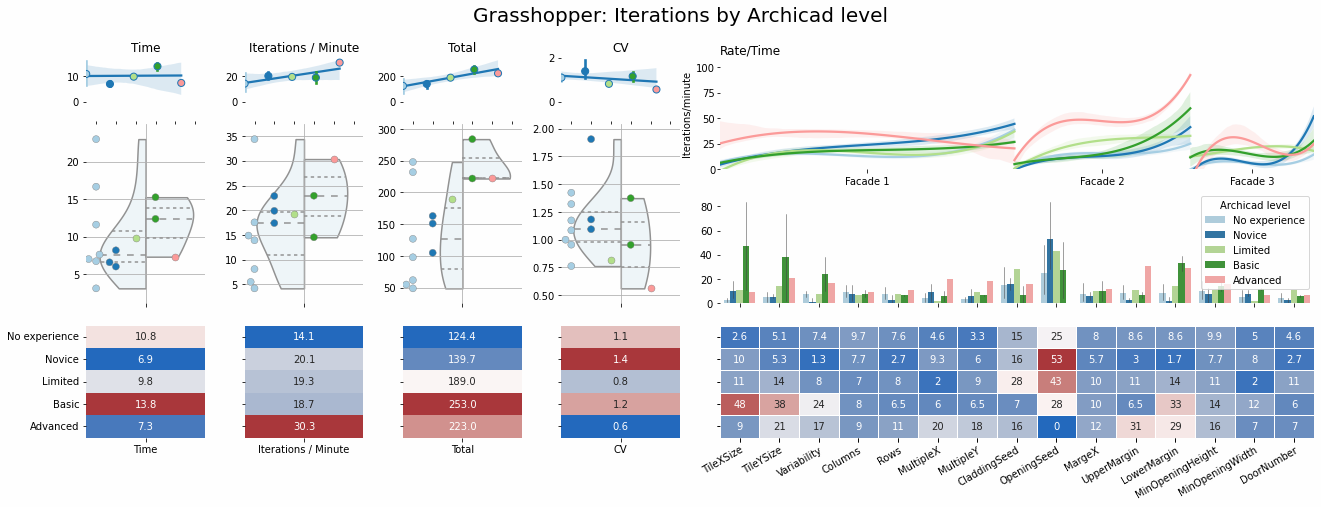 Grasshopper: Iterations by Archicad level
Time
Iterations / Minute
Total
CV
Rate/Time
10
0
20
0
200
0
2
0
Iterations/minute
100
75
50
25
0
Facade 1
Facade 2
Facade 3
20
15
10
5
35
30
25
20
15
10
5
300
250
200
150
100
50
2.00
1.75
1.50
1.25
1.00
0.75
0.50
80
60
40
20
0
Archicad level
No experience
Novice
Limited
Basic
Advanced
No experience 10.8 14.1 124.4 1.1 2.6 5.1 7.4 9.7 7.6 4.6 3.3 15 25 8 8.6 8.6 9.9 5 4.6
Novice 6.9 20.1 139.7 1.4 10 5.3 1.3 7.7 2.7 9.3 6 16 53 5.7 3 1.7 7.7 8 2.7
Limited 9.8 19.3 189.0 0.8 11 14 8 7 8 2 9 28 43 10 11 14 11 2 11
Basic 13.8 18.7 253.0 1.2 48 38 24 8 6.5 6 6.5 7 28 10 6.5 33 14 12 6
Advanced 7.3 30.3 223.0 0.6 9 21 17 9 11 20 18 16 0 12 31 29 16 7 7
Time
Iterations / Minute
Total
CV
TileXSize
TileYSize
Variability
Columns
Rows
MultipleX
MultipleY
CladdingSeed
OpeningSeed
MargeX
UpperMargin
LowerMargin
MinOpeningHeight
MinOpeningWidth
DoorNumber